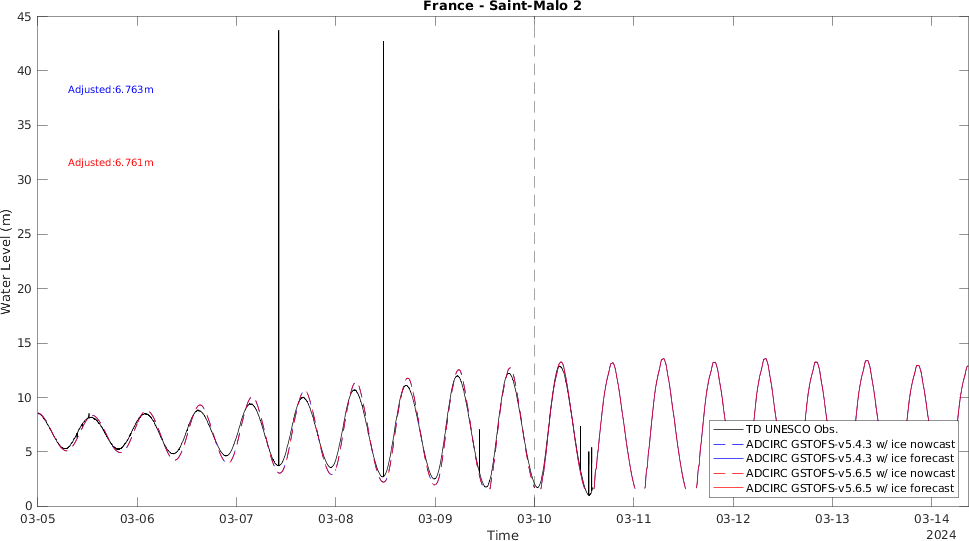 France - Saint-Malo 2
45
40
35
30
25
20
15
10
5
0
Water Level (m)
Adjusted:6.763m
Adjusted:6.761m
TD UNESCO Obs.
ADCIRC GSTOFS-v5.4.3 w/ ice nowcast
ADCIRC GSTOFS-v5.4.3 w/ ice forecast
ADCIRC GSTOFS-v5.6.5 w/ ice nowcast
ADCIRC GSTOFS-v5.6.5 w/ ice forecast
03-05 03-06 03-07 03-08 03-09 03-10 03-11 03-12 03-13 03-14
Time
2024